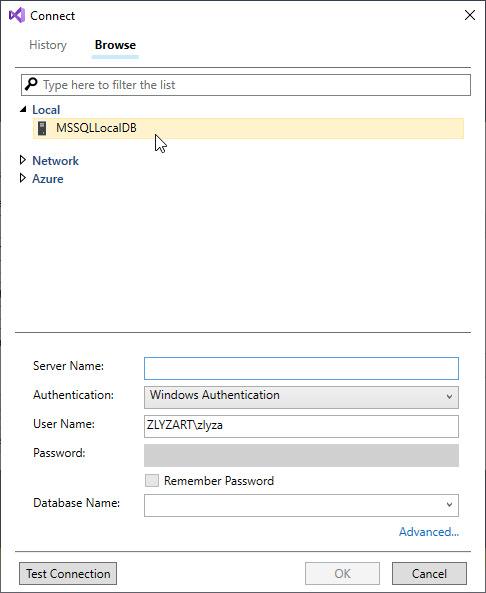 Connect
History Browse
Type here to filter the list
Local
MSSQLLocalDB
Network
Azure
Server Name:
Authentication: Windows Authentication
User Name: ZLYZART\zlyza
Password:
Remember Password
Database Name:
Advanced...
Test Connection OK Cancel